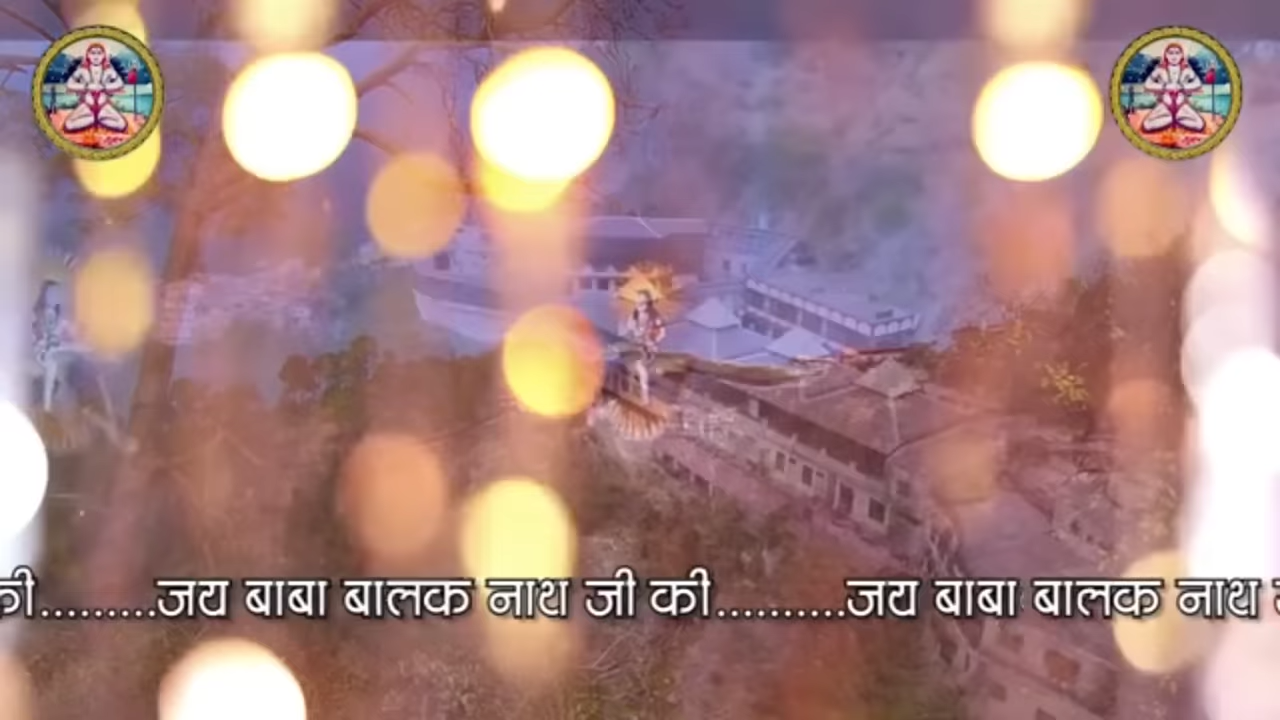 की.........जय बाबा बालक नाथ जी की..........जय बाबा बालक नाथ